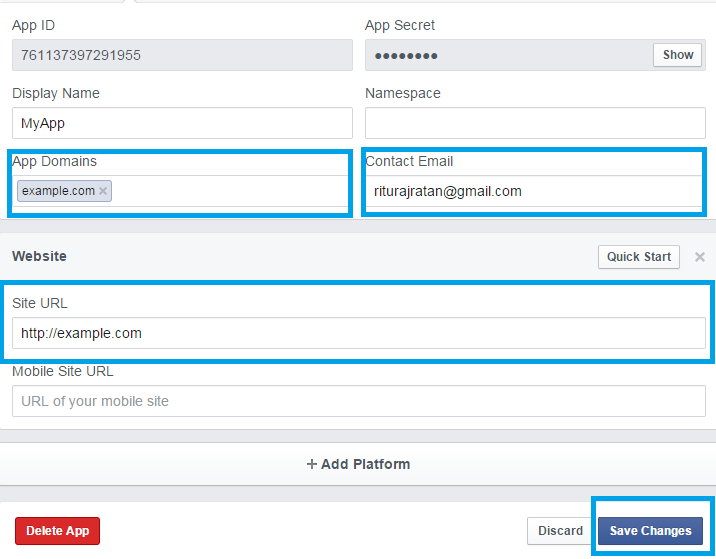 App ID
App Secret
761137397291955
●●●●●●●●
Show
Display Name
Namespace
MyApp
App Domains
Contact Email
example.com ×
riturajratan@gmail.com
Website
Quick Start
×
Site URL
http://example.com
Mobile Site URL
URL of your mobile site
+ Add Platform
Delete App
Discard
Save Changes